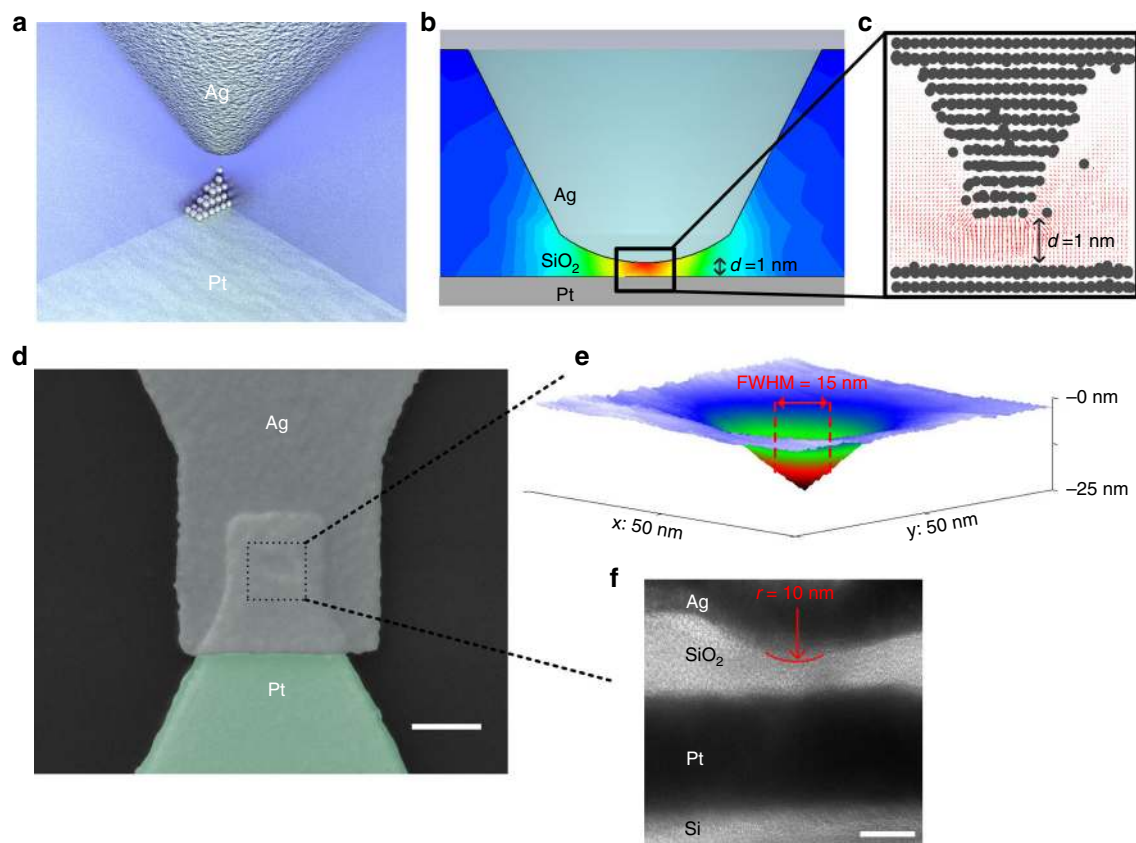 a
Ag
Pt
b
Ag
SiO2
d =1 nm
Pt
c
d =1 nm
d
Ag
Pt
e
FWHM = 15 nm
–0 nm
–25 nm
x: 50 nm
y: 50 nm
f
Ag
r = 10 nm
SiO2
Pt
Si